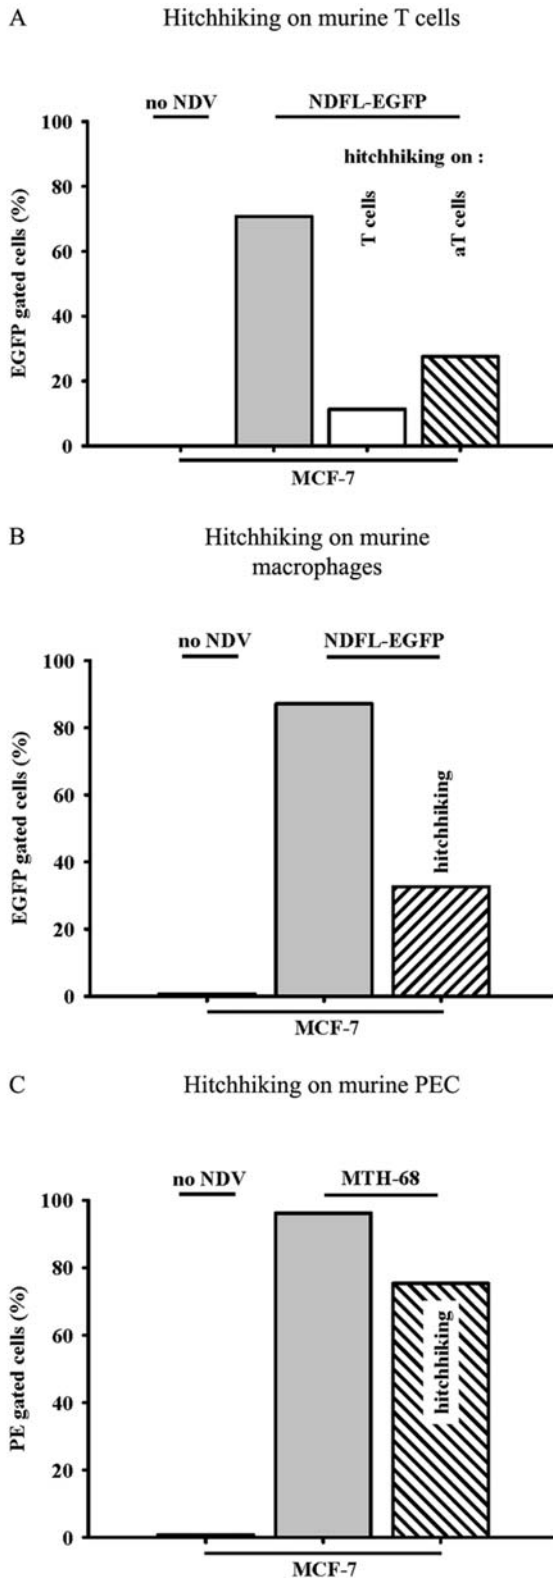 A
Hitchhiking on murine T cells
no NDV
NDFL-EGFP
hitchhiking on :
T cells
aT cells
EGFP gated cells (%)
100
80
60
40
20
0
MCF-7
B
Hitchhiking on murine
macrophages
no NDV
NDFL-EGFP
hitchhiking
EGFP gated cells (%)
100
80
60
40
20
0
MCF-7
C
Hitchhiking on murine PEC
no NDV
MTH-68
hitchhiking
PE gated cells (%)
100
80
60
40
20
0
MCF-7